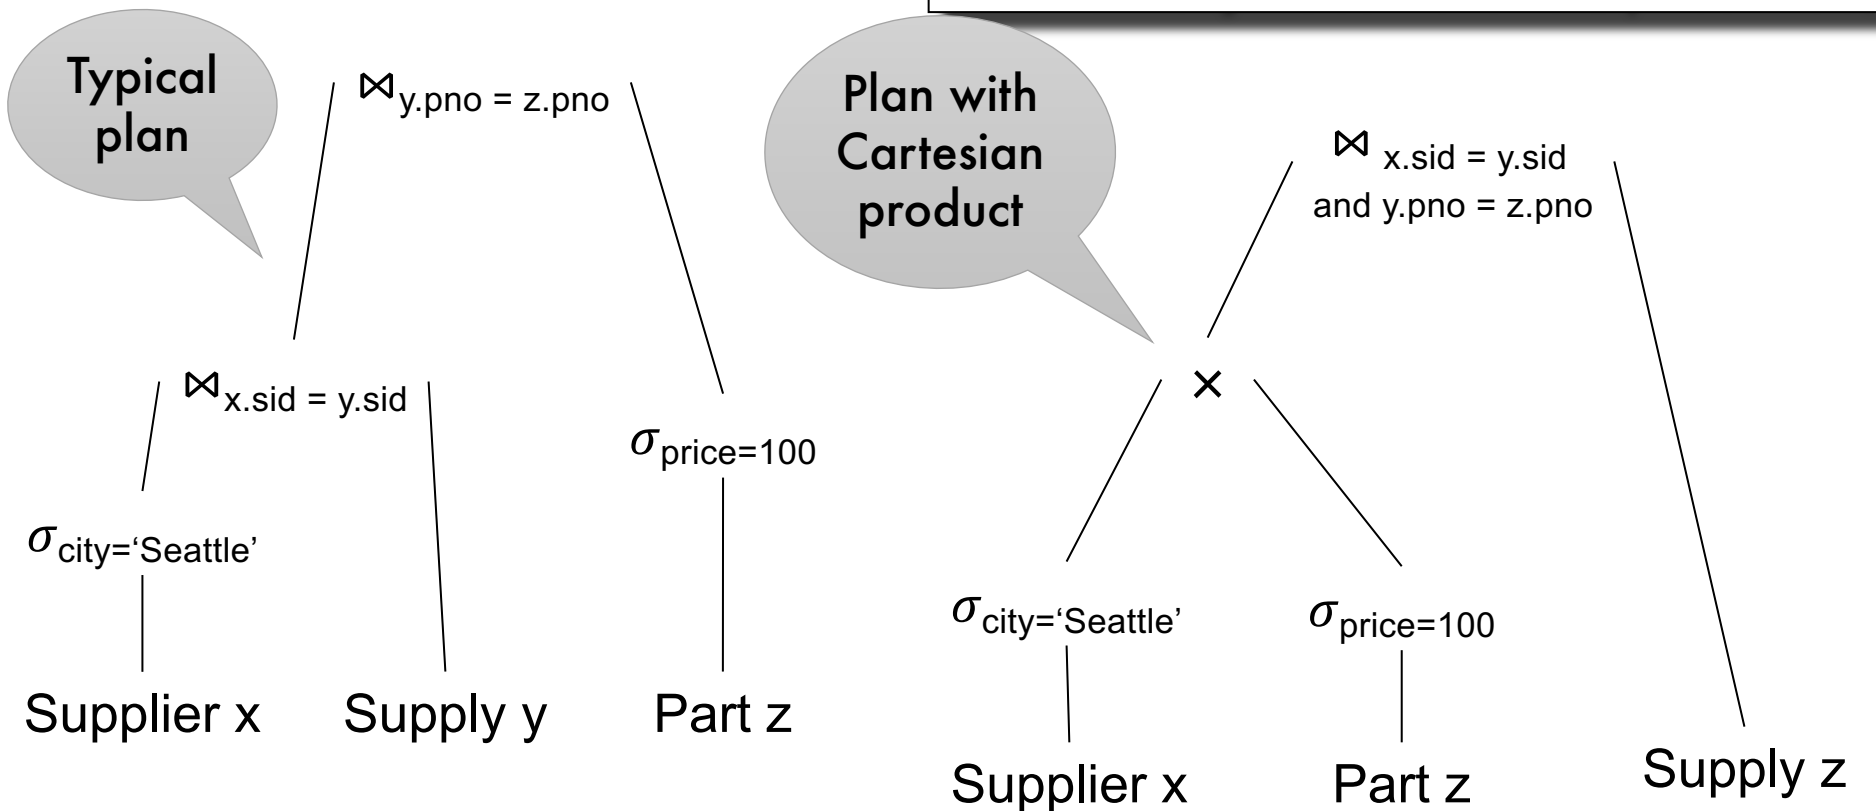 Typical
plan
⋈y.pno = z.pno
⋈x.sid = y.sid
σprice=100
σcity=‘Seattle’
Supplier x
Supply y
Part z
Plan with
Cartesian
product
⋈ x.sid = y.sid
and y.pno = z.pno
×
σcity=‘Seattle’
σprice=100
Supplier x
Part z
Supply z